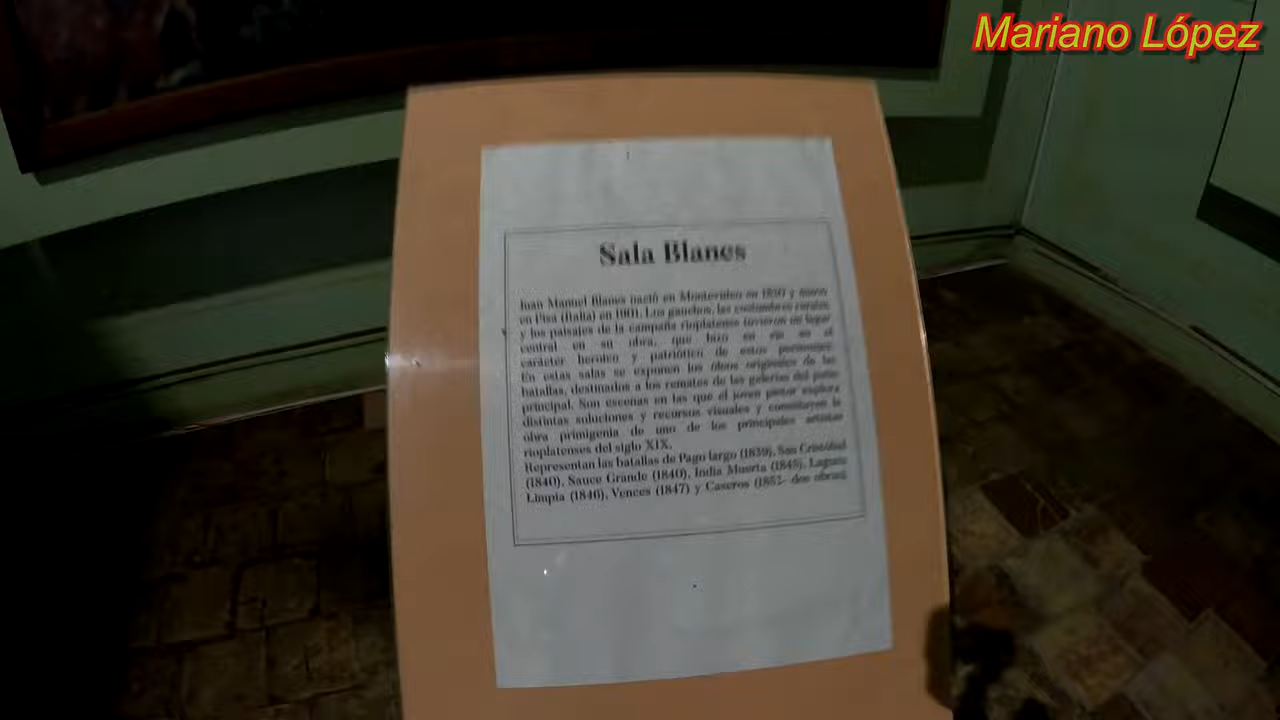 Mariano López
Sala Blanes
Juan Manuel Blanes nació en Montevideo en 1830 y murió
en Pisa (Italia) en 1901. Los gauchos, las costumbres rurales
y los paisajes de la campaña rioplatense tuvieron un lugar
central en su obra, que hizo en el
carácter heroico y patriótico de estos personajes.
En estas salas se exponen los óleos originales de las
batallas, destinados a los remates de las galerías del patio
principal. Son escenas en las que el joven pintor explora
distintas soluciones y recursos visuales y constituyen la
obra primigenia de uno de los principales artistas
rioplatenses del siglo XIX.
Representan las batallas de Pago largo (1839), San Cristóbal
(1840), Sauce Grande (1840), India Muerta (1845), Laguna
Limpia (1846), Vences (1847) y Caseros (1852- dos obras)